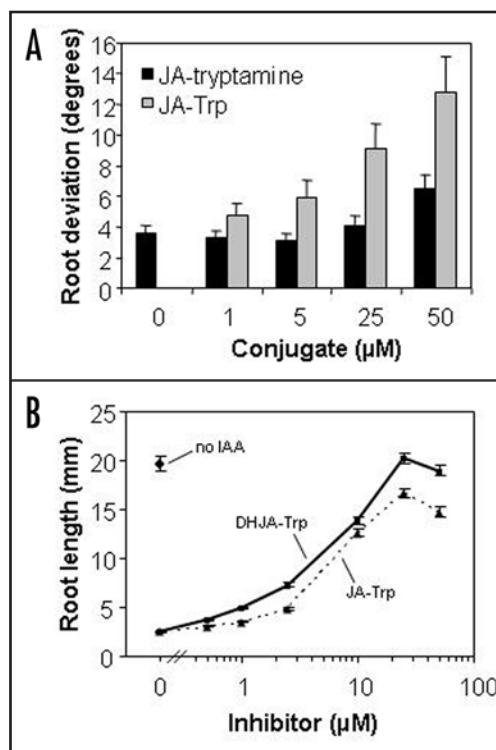 A
Root deviation (degrees)
16
14
12
10
8
6
4
2
0
JA-tryptamine
JA-Trp
0 1 5 25 50
Conjugate (µM)
B
Root length (mm)
25
20
15
10
5
0
no IAA
DHJA-Trp
JA-Trp
0 1 10 100
Inhibitor (µM)